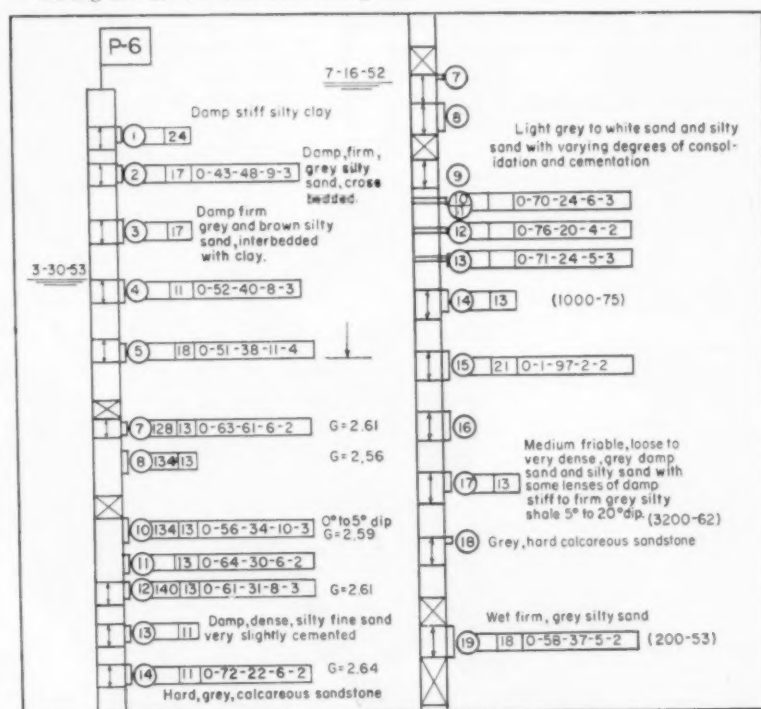 P-6
Damp stiff silty clay
1 24
2 17 0-43-48-9-3
Damp, firm,
grey silty
sand, cross
bedded.
3 17
Damp firm
grey and brown silty
sand, interbedded
with clay.
3-30-53
4 11 0-52-40-8-3
5 18 0-51-38-11-4
7 128 13 0-63-61-6-2 G=2.61
8 134 13 G=2,56
10 134 13 0-56-34-10-3 0° to 5° dip
G=2.59
11 13 0-64-30-6-2
12 140 13 0-61-31-8-3 G=2.61
13 11
Damp, dense, silty fine sand
very slightly cemented
14 11 0-72-22-6-2 G=2.64
Hard, grey, calcareous sandstone
7-16-52
7
8
Light grey to white sand and silty
sand with varying degrees of consol-
idation and cementation
9
10 0-70-24-6-3
11
12 0-76-20-4-2
13 0-71-24-5-3
14 13 (1000-75)
15 21 0-1-97-2-2
16
Medium friable, loose to
very dense, grey damp
sand and silty sand with
some lenses of damp
stiff to firm grey silty
shale 5° to 20° dip. (3200-62)
17 13
18 Grey, hard calcareous sandstone
Wet firm, grey silty sand
19 18 0-58-37-5-2 (200-53)